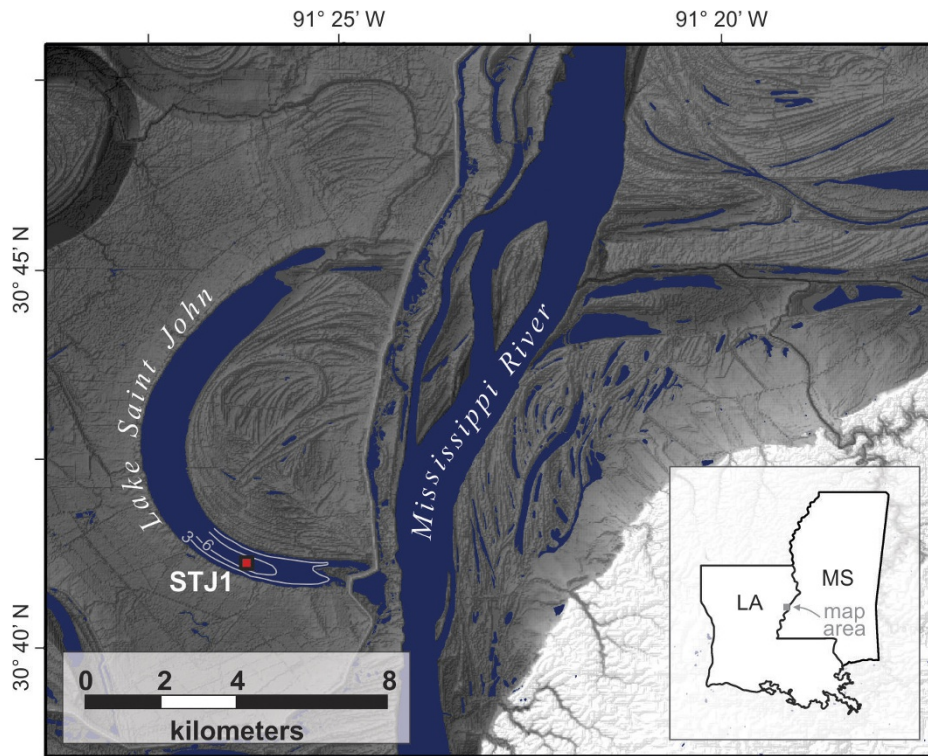 91° 25' W
91° 20' W
30° 45' N
30° 40' N
Lake Saint John
Mississippi River
3
6
STJ1
0 2 4 8
kilometers
LA
MS
map
area